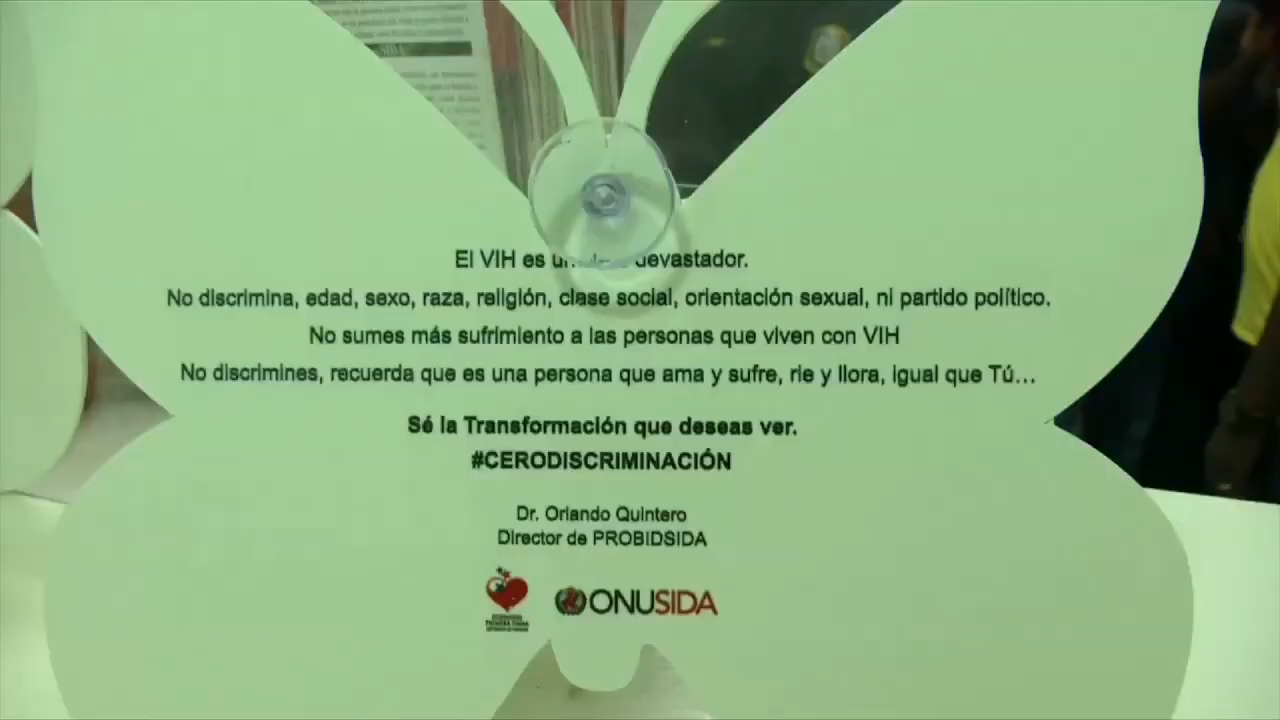 El VIH es devastador.
No discrimina, edad, sexo, raza, religión, clase social, orientación sexual, ni partido político.
No sumes más sufrimiento a las personas que viven con VIH
No discrimines, recuerda que es una persona que ama y sufre, rie y llora, igual que Tú...
Sé la Transformación que deseas ver.
#CERODISCRIMINACIÓN
Dr. Orlando Quintero
Director de PROBIDSIDA
ONUSIDA